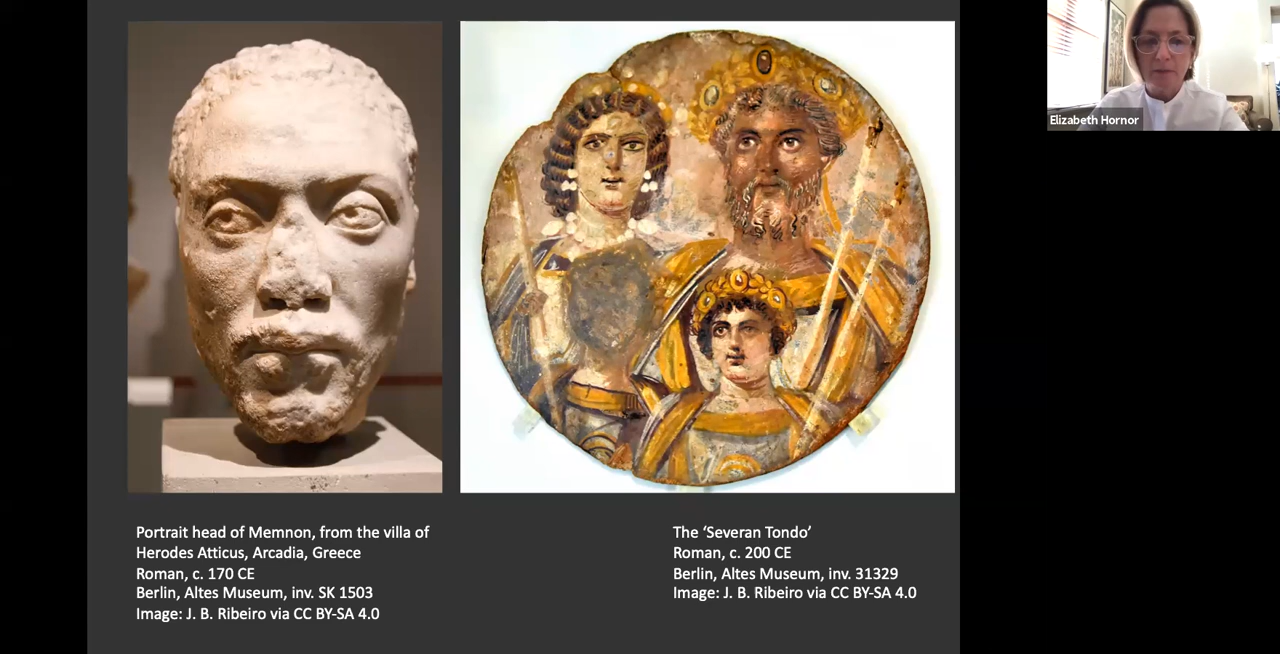 Elizabeth Hornor
Portrait head of Memnon, from the villa of
Herodes Atticus, Arcadia, Greece
Roman, c. 170 CE
Berlin, Altes Museum, inv. SK 1503
Image: J. B. Ribeiro via CC BY-SA 4.0
The ‘Severan Tondo’
Roman, c. 200 CE
Berlin, Altes Museum, inv. 31329
Image: J. B. Ribeiro via CC BY-SA 4.0